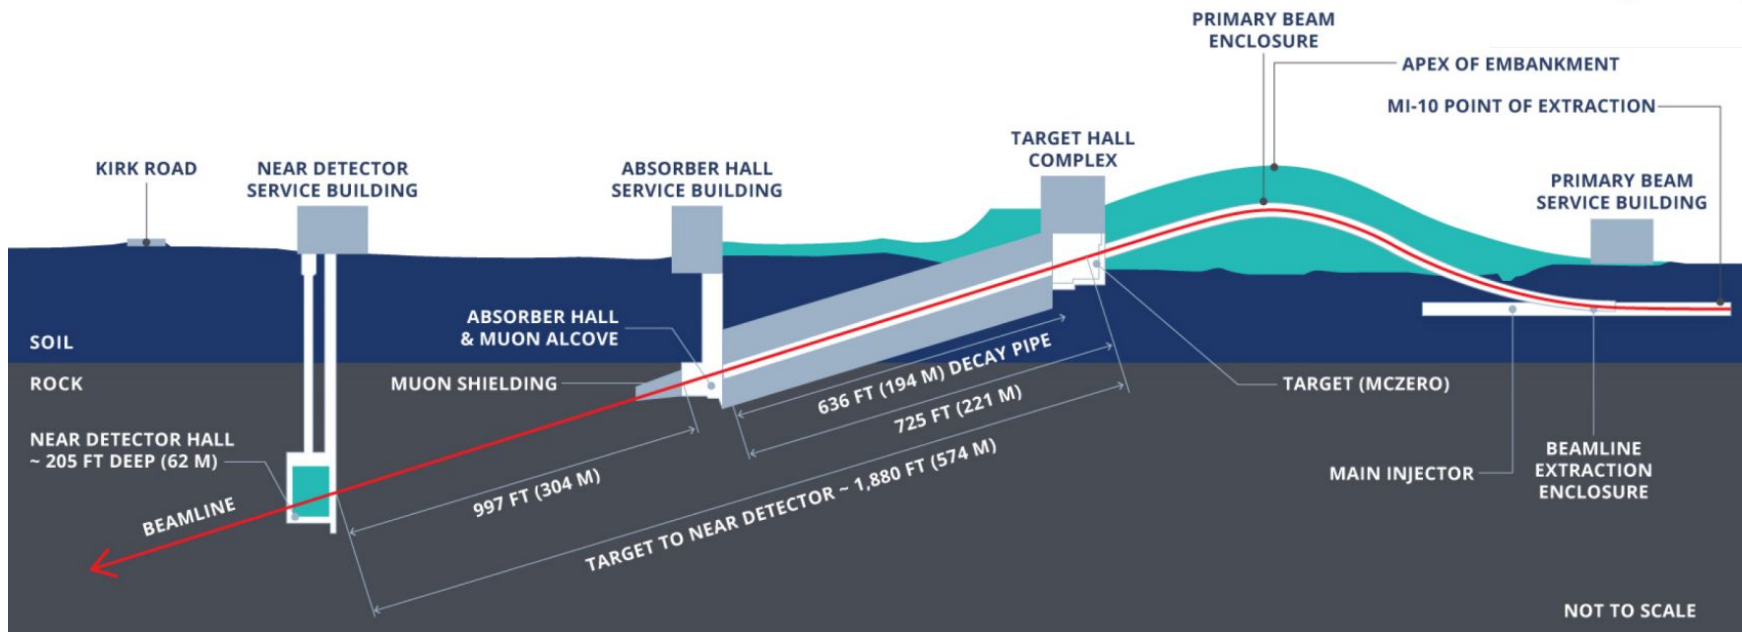 PRIMARY BEAM
ENCLOSURE
APEX OF EMBANKMENT
MI-10 POINT OF EXTRACTION
TARGET HALL
COMPLEX
KIRK ROAD
NEAR DETECTOR
SERVICE BUILDING
ABSORBER HALL
SERVICE BUILDING
PRIMARY BEAM
SERVICE BUILDING
ABSORBER HALL
& MUON ALCOVE
SOIL
ROCK
MUON SHIELDING
636 FT (194 M) DECAY PIPE
725 FT (221 M)
TARGET (MCZERO)
NEAR DETECTOR HALL
~ 205 FT DEEP (62 M)
997 FT (304 M)
TARGET TO NEAR DETECTOR ~ 1,880 FT (574 M)
BEAMLINE
MAIN INJECTOR
BEAMLINE
EXTRACTION
ENCLOSURE
NOT TO SCALE